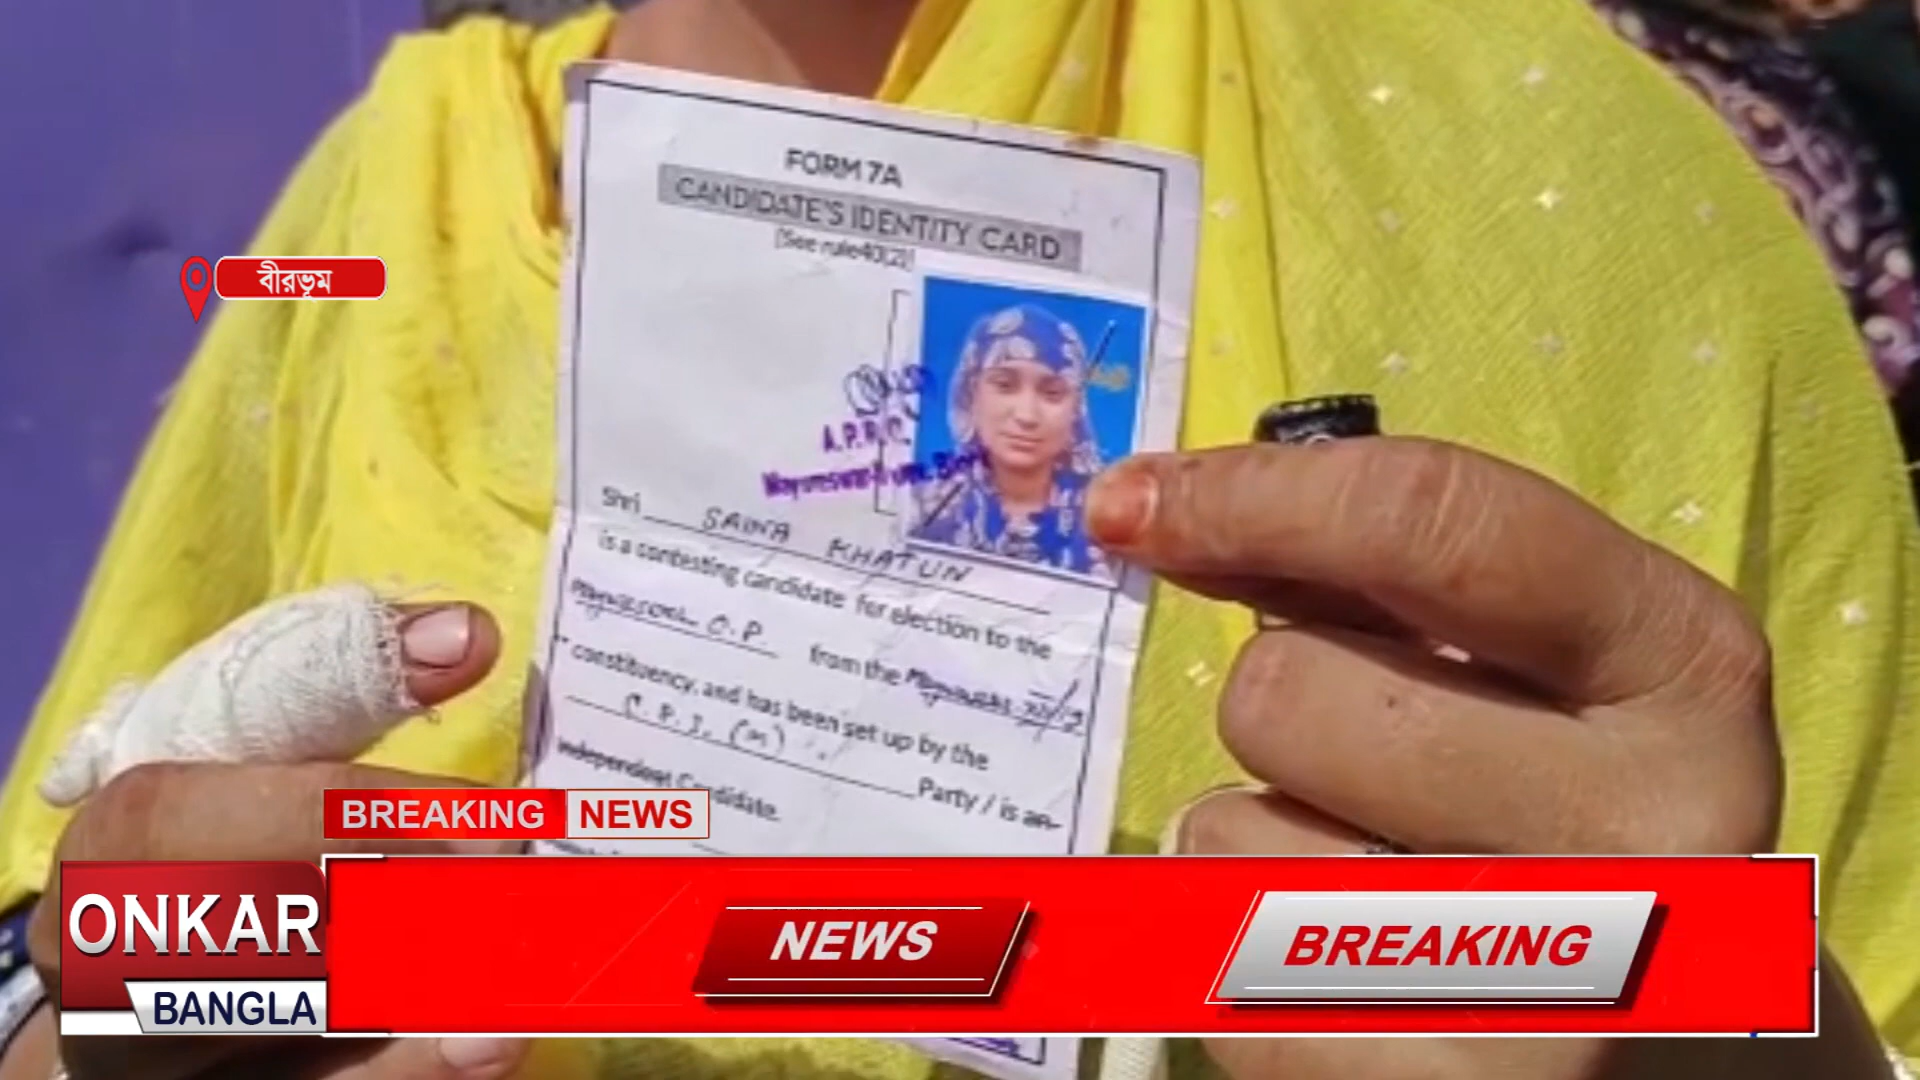 FORM 7A
CANDIDATE'S IDENTITY CARD
[See rule40(2)]
বীরভূম
A.P.R.O.
Shri SAINA KHATUN
is a contesting candidate for election to the
G.P. from the
constituency, and has been set up by the
C.P.I. (M)
Party / is an
Independent Candidate.
BREAKING NEWS
ONKAR
BANGLA
NEWS
BREAKING